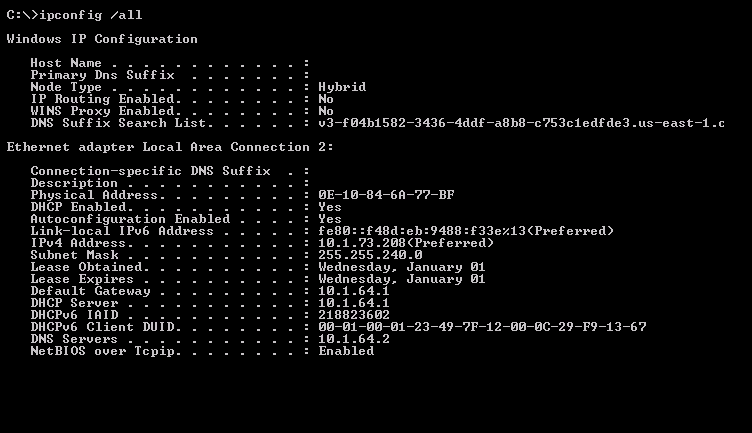 C:\>ipconfig /all
Windows IP Configuration
Host Name . . . . . . . . . . . . :
Primary Dns Suffix . . . . . . . :
Node Type . . . . . . . . . . . . : Hybrid
IP Routing Enabled. . . . . . . . : No
WINS Proxy Enabled. . . . . . . . : No
DNS Suffix Search List. . . . . . : v3-f04b1582-3436-4ddf-a8b8-c753c1edfde3.us-east-1.c
Ethernet adapter Local Area Connection 2:
Connection-specific DNS Suffix . :
Description . . . . . . . . . . . :
Physical Address. . . . . . . . . : 0E-10-84-6A-77-BF
DHCP Enabled. . . . . . . . . . . : Yes
Autoconfiguration Enabled . . . . : Yes
Link-local IPv6 Address . . . . . : fe80::f48d:eb:9488:f33e%13(Preferred)
IPv4 Address. . . . . . . . . . . : 10.1.73.208(Preferred)
Subnet Mask . . . . . . . . . . . : 255.255.240.0
Lease Obtained. . . . . . . . . . : Wednesday, January 01
Lease Expires . . . . . . . . . . : Wednesday, January 01
Default Gateway . . . . . . . . . : 10.1.64.1
DHCP Server . . . . . . . . . . . : 10.1.64.1
DHCPv6 IAID . . . . . . . . . . . : 218823602
DHCPv6 Client DUID. . . . . . . . : 00-01-00-01-23-49-7F-12-00-0C-29-F9-13-67
DNS Servers . . . . . . . . . . . : 10.1.64.2
NetBIOS over Tcpip. . . . . . . . : Enabled